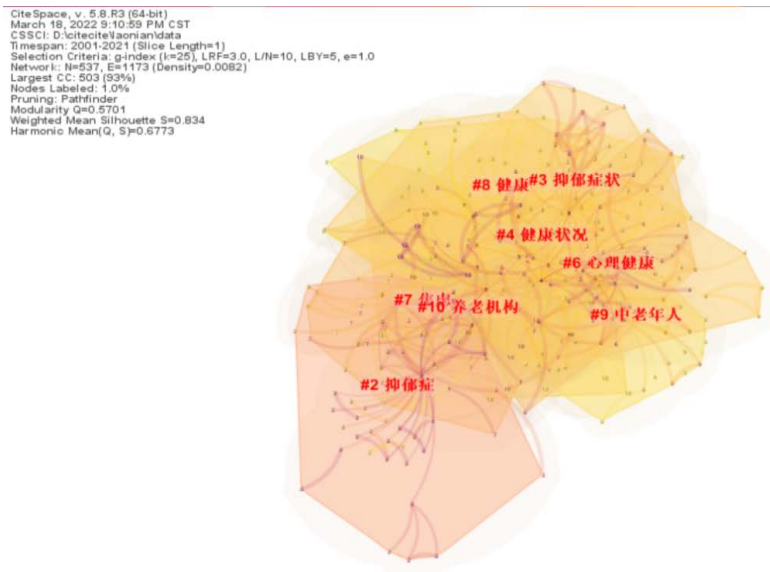 CiteSpace, v. 5.8.R3 (64-bit)
March 18, 2022 9:10:59 PM CST
CSSCI: D:\citecite\laonian\data
Timespan: 2001-2021 (Slice Length=1)
Selection Criteria: g-index (k=25), LRF=3.0, L/N=10, LBY=5, e=1.0
Network: N=537, E=1173 (Density=0.0082)
Largest CC: 503 (93%)
Nodes Labeled: 1.0%
Pruning: Pathfinder
Modularity Q=0.5701
Weighted Mean Silhouette S=0.834
Harmonic Mean(Q, S)=0.6773
#8 健康
#3 抑郁症状
#4 健康状况
#6 心理健康
#7
#10 养老机构
#9 中老年人
#2 抑郁症